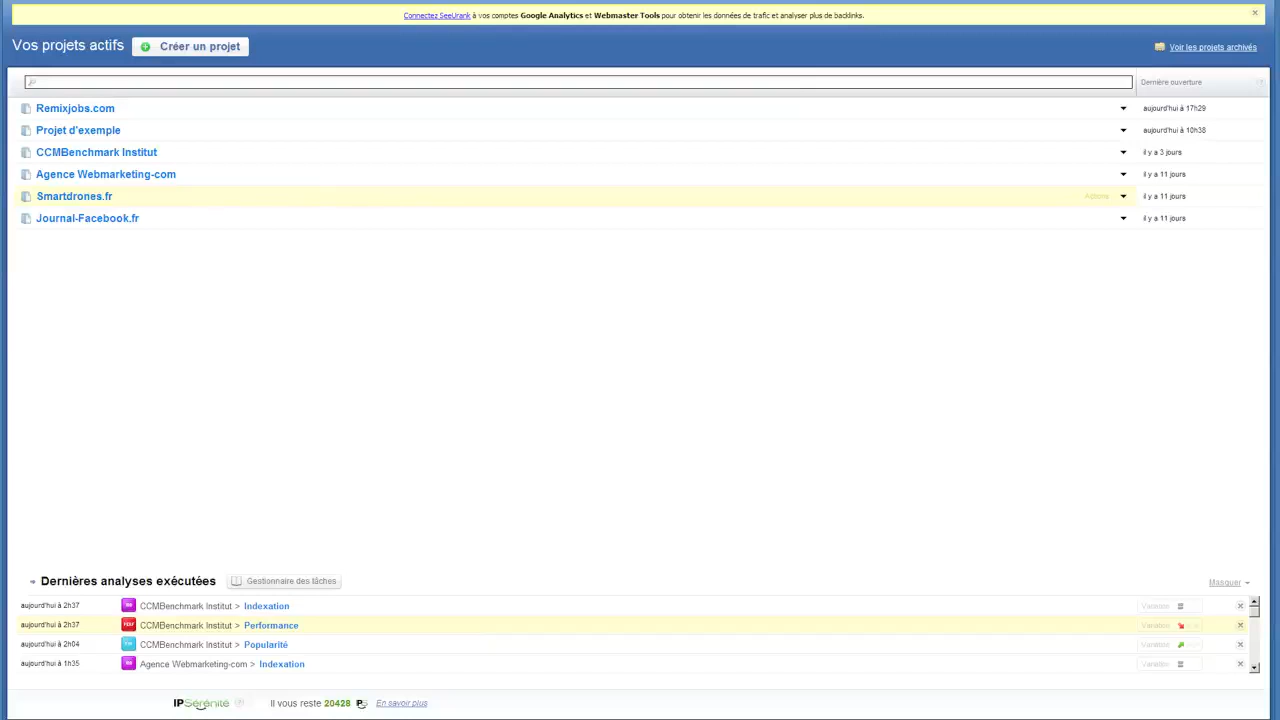 Connectez SeeUrank à vos comptes Google Analytics et Webmaster Tools pour obtenir les données de trafic et analyser plus de backlinks.
Vos projets actifs
Créer un projet
Voir les projets archivés
Dernière ouverture
Remixjobs.com
aujourd'hui à 17h29
Projet d'exemple
aujourd'hui à 10h38
CCMBenchmark Institut
il y a 3 jours
Agence Webmarketing-com
il y a 11 jours
Smartdrones.fr
Actions
il y a 11 jours
Journal-Facebook.fr
il y a 11 jours
Dernières analyses exécutées
Gestionnaire des tâches
Masquer
aujourd'hui à 2h37
CCMBenchmark Institut > Indexation
Variation
aujourd'hui à 2h37
CCMBenchmark Institut > Performance
Variation
aujourd'hui à 2h04
CCMBenchmark Institut > Popularité
Variation
aujourd'hui à 1h35
Agence Webmarketing-com > Indexation
Variation
IPSérénité
Il vous reste 20428 IPS
En savoir plus